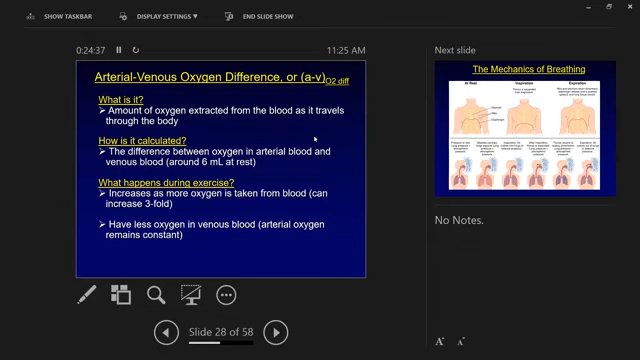 SHOW TASKBAR
DISPLAY SETTINGS ▾
END SLIDE SHOW
0:24:37
11:25 AM
Arterial-Venous Oxygen Difference, or (a-v)O2 diff
What is it?
➢ Amount of oxygen extracted from the blood as it travels
through the body
How is it calculated?
➢ The difference between oxygen in arterial blood and
venous blood (around 6 mL at rest)
What happens during exercise?
➢ Increases as more oxygen is taken from blood (can
increase 3-fold)
➢ Have less oxygen in venous blood (arterial oxygen
remains constant)
Slide 28 of 58
Next slide
The Mechanics of Breathing
At Rest
Inspiration
Expiration
No Notes.
A
A